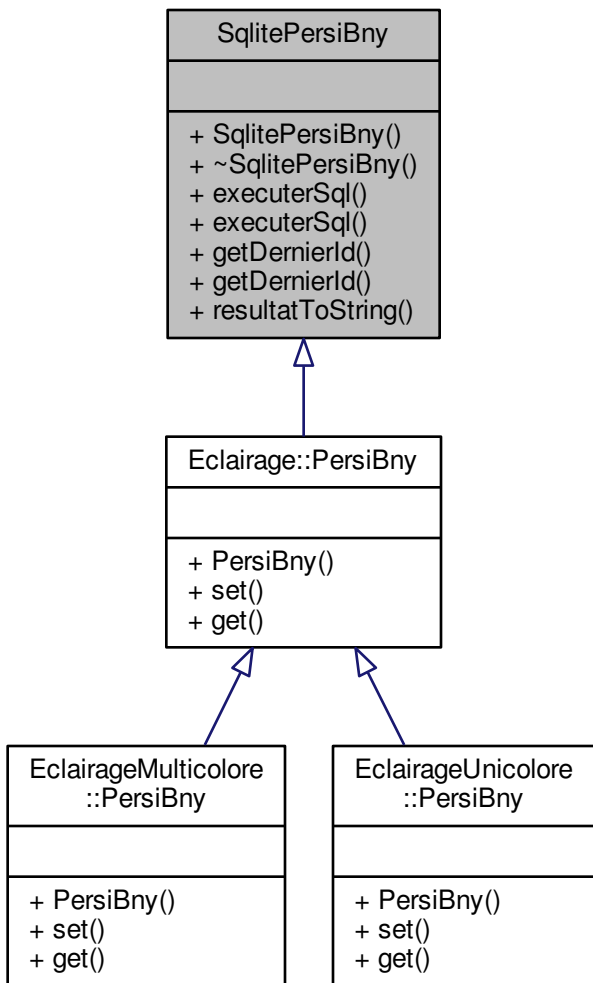 SqlitePersiBny
+ SqlitePersiBny()
+ ~SqlitePersiBny()
+ executerSql()
+ executerSql()
+ getDernierId()
+ getDernierId()
+ resultatToString()
Eclairage::PersiBny
+ PersiBny()
+ set()
+ get()
EclairageMulticolore
::PersiBny
+ PersiBny()
+ set()
+ get()
EclairageUnicolore
::PersiBny
+ PersiBny()
+ set()
+ get()